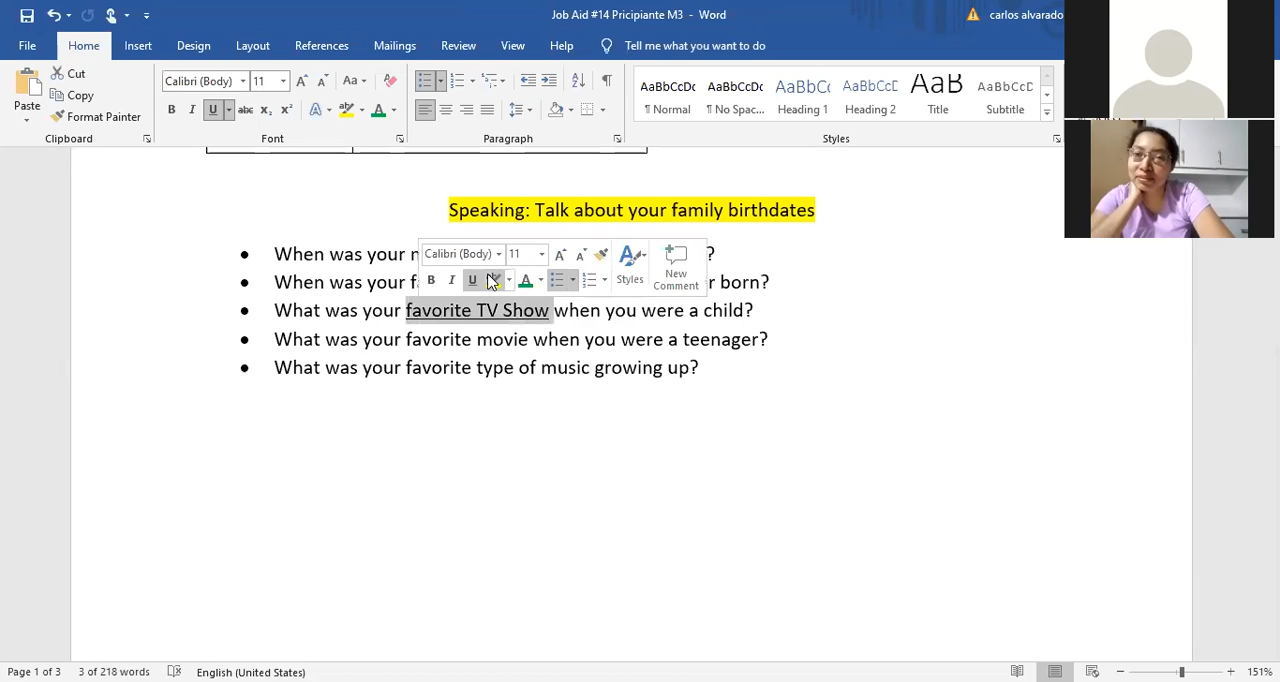 Job Aid #14 Pricipiante M3 - Word
carlos alvarado
File Home Insert Design Layout References Mailings Review View Help Tell me what you want to do
Paste
Cut
Copy
Format Painter
Clipboard
Calibri (Body) 11
Font
Paragraph
AaBbCcDc AaBbCcDc AaBbCc AaBbCcC AaB AaBbCcC
¶ Normal ¶ No Spac... Heading 1 Heading 2 Title Subtitle
Styles
Speaking: Talk about your family birthdates
When was your
?
When was your
born?
Calibri (Body) 11
Styles
New Comment
What was your favorite TV Show when you were a child?
What was your favorite movie when you were a teenager?
What was your favorite type of music growing up?
Page 1 of 3 3 of 218 words English (United States) 151%